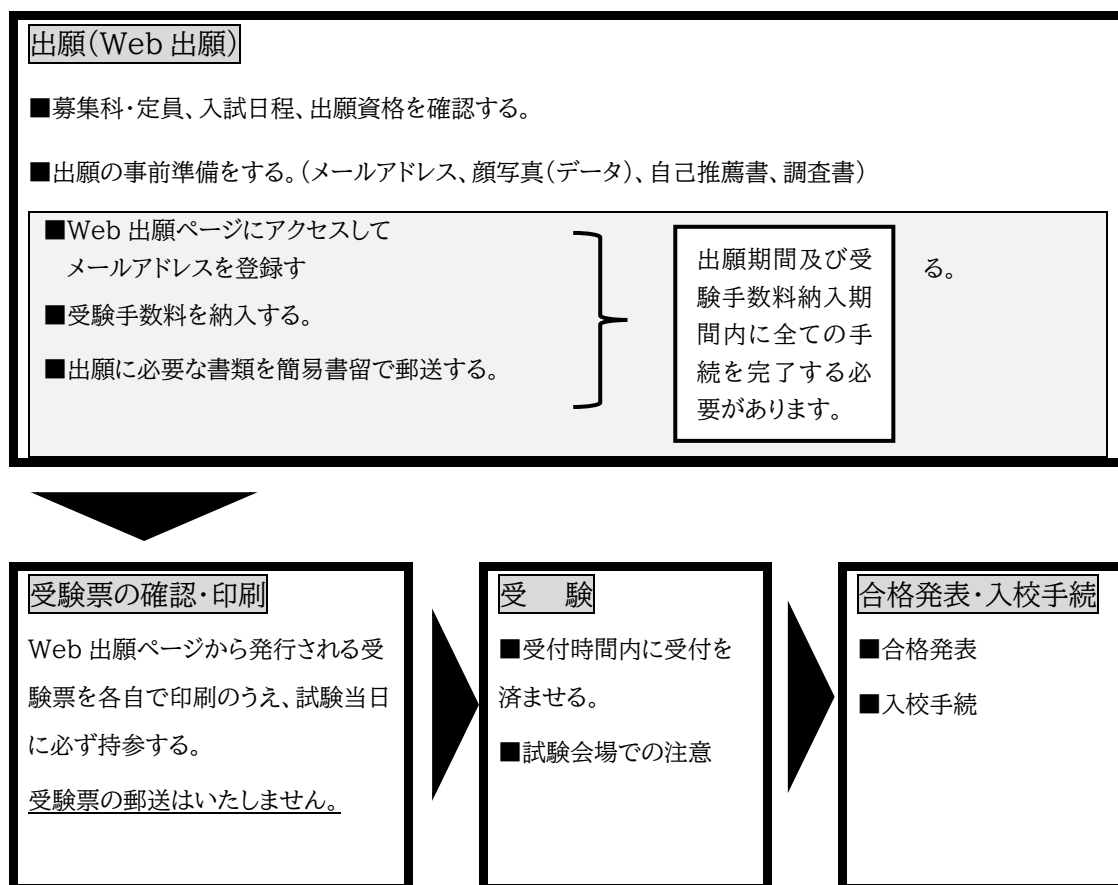 出願(Web 出願)
■募集科・定員、入試日程、出願資格を確認する。
■出願の事前準備をする。(メールアドレス、顔写真(データ)、自己推薦書、調査書)
■Web 出願ページにアクセスして
メールアドレスを登録す
る。
■受験手数料を納入する。
■出願に必要な書類を簡易書留で郵送する。
出願期間及び受
験手数料納入期
間内に全ての手
続を完了する必
要があります。
受験票の確認・印刷
Web 出願ページから発行される受
験票を各自で印刷のうえ、試験当日
に必ず持参する。
受験票の郵送はいたしません。
受　験
■受付時間内に受付を
済ませる。
■試験会場での注意
合格発表・入校手続
■合格発表
■入校手続